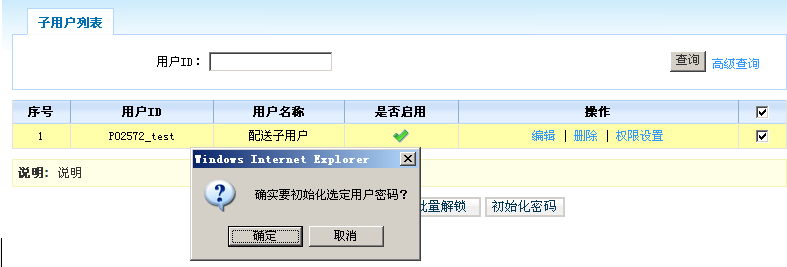 子用户列表
用户ID：
查询 高级查询
序号 用户ID 用户名称 是否启用 操作
1 P02572_test 配送子用户 编辑 | 删除 | 权限设置
说明： 说明
Windows Internet Explorer
确实要初始化选定用户密码？
确定 取消
量解锁 初始化密码